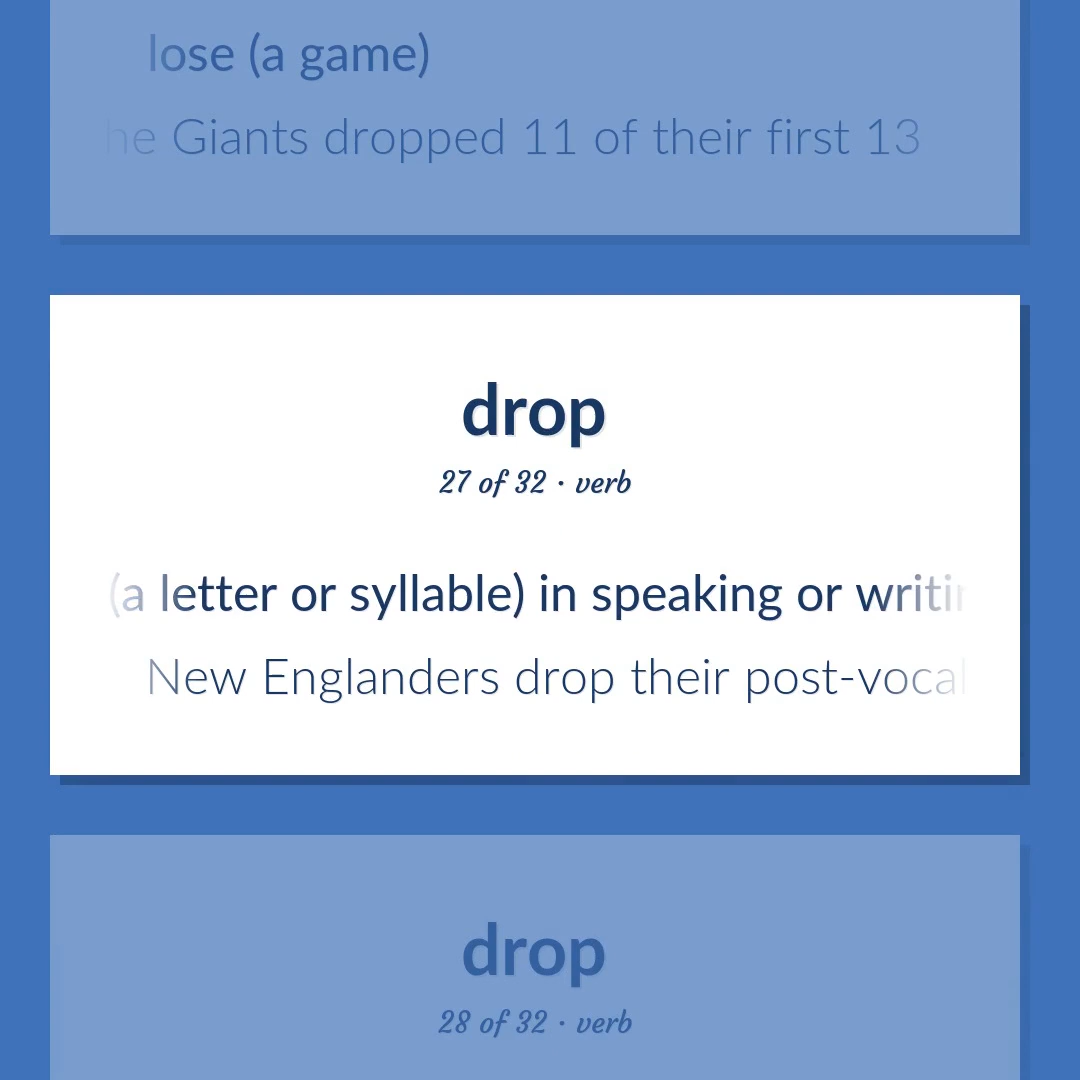 lose (a game)
he Giants dropped 11 of their first 13
drop
27 of 32 · verb
(a letter or syllable) in speaking or writin
New Englanders drop their post-vocal
drop
28 of 32 · verb